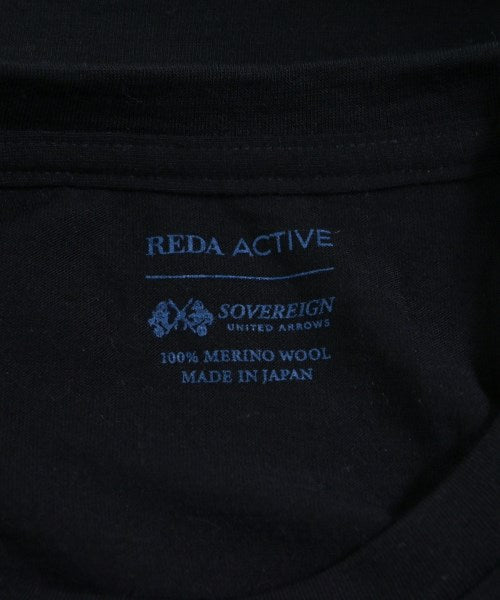 REDA ACTIVE
SOVEREIGN
UNITED ARROWS
100% MERINO WOOL
MADE IN JAPAN